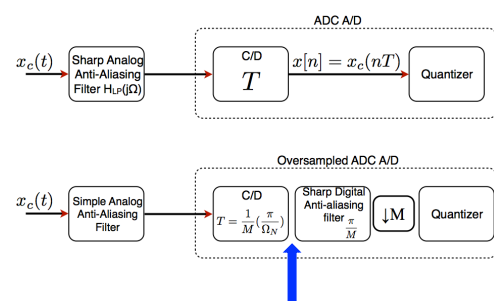 ADC A/D
x_c(t)
Sharp Analog
Anti-Aliasing
Filter H_LP(jΩ)
C/D
T
x[n] = x_c(nT)
Quantizer
Oversampled ADC A/D
x_c(t)
Simple Analog
Anti-Aliasing
Filter
C/D
T = 1/M (π/Ω_N)
Sharp Digital
Anti-aliasing
filter
π/M
↓M
Quantizer